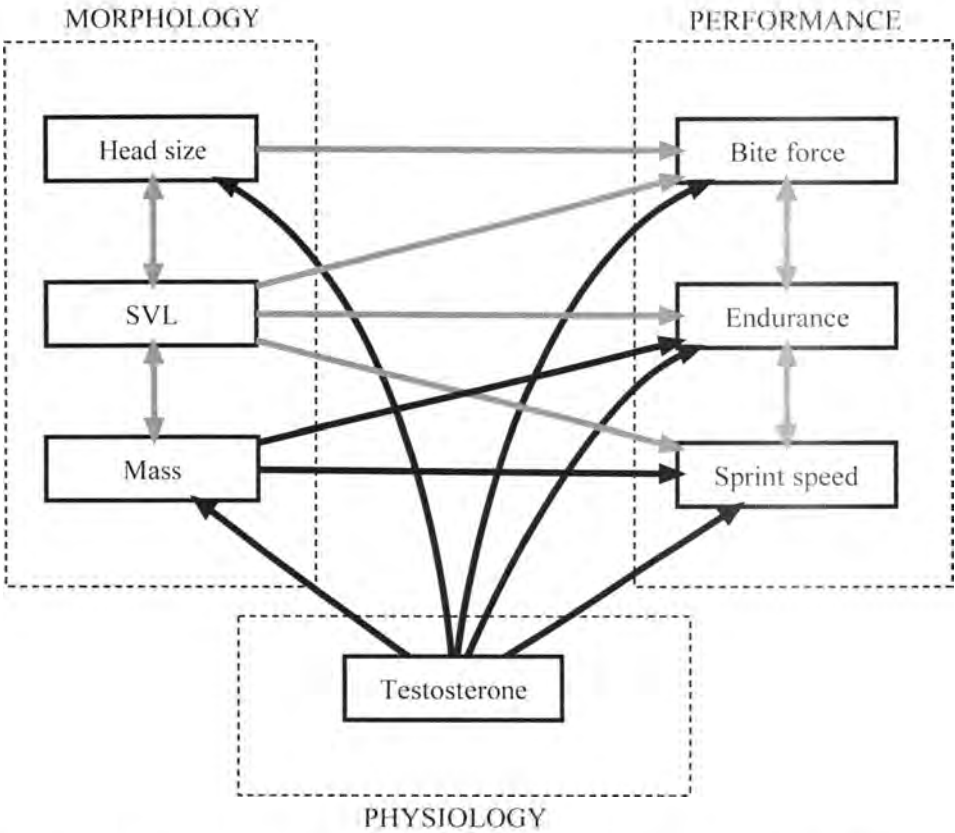 MORPHOLOGY
PERFORMANCE
Head size
Bite force
SVL
Endurance
Mass
Sprint speed
Testosterone
PHYSIOLOGY